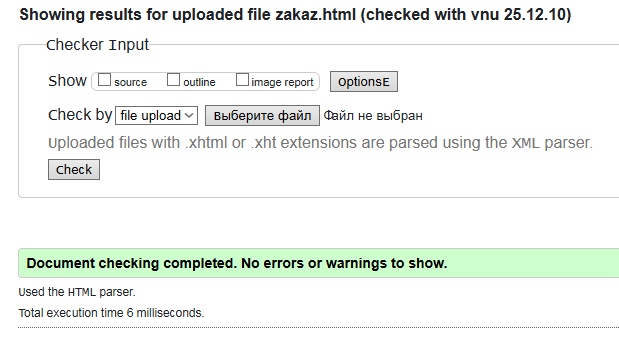 Showing results for uploaded file zakaz.html (checked with vnu 25.12.10)
Checker Input
Show source outline image report OptionsE
Check by file upload Выберите файл Файл не выбран
Uploaded files with .xhtml or .xht extensions are parsed using the XML parser.
Check
Document checking completed. No errors or warnings to show.
Used the HTML parser.
Total execution time 6 milliseconds.